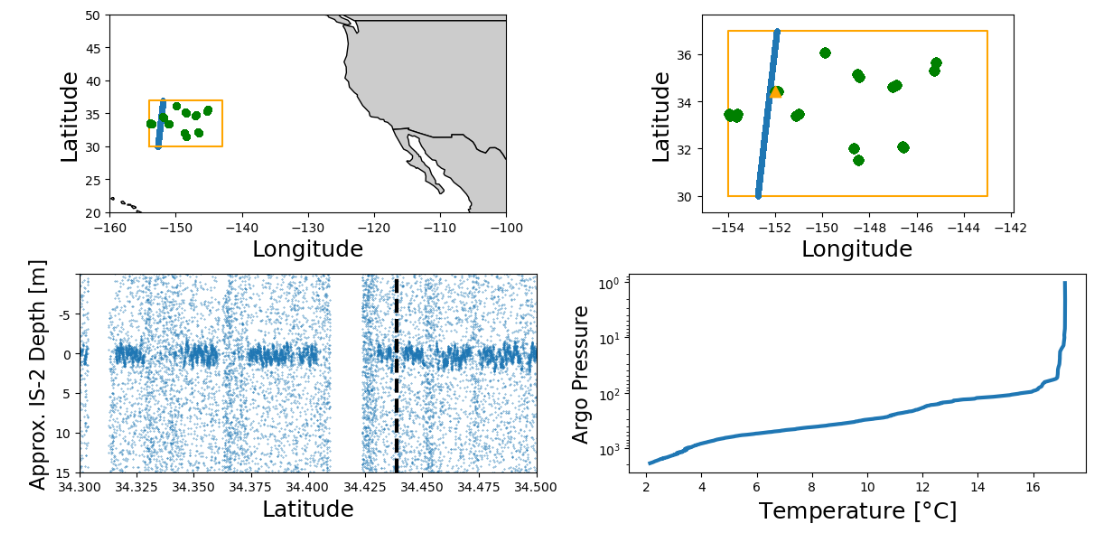 50
45
40
35
30
25
20
Latitude
−160 −150 −140 −130 −120 −110 −100
Longitude
36
34
32
30
Latitude
−154 −152 −150 −148 −146 −144 −142
Longitude
-5
0
5
10
15
Approx. IS-2 Depth [m]
34.300 34.325 34.350 34.375 34.400 34.425 34.450 34.475 34.500
Latitude
10⁰
10¹
10²
10³
Argo Pressure
2 4 6 8 10 12 14 16
Temperature [°C]